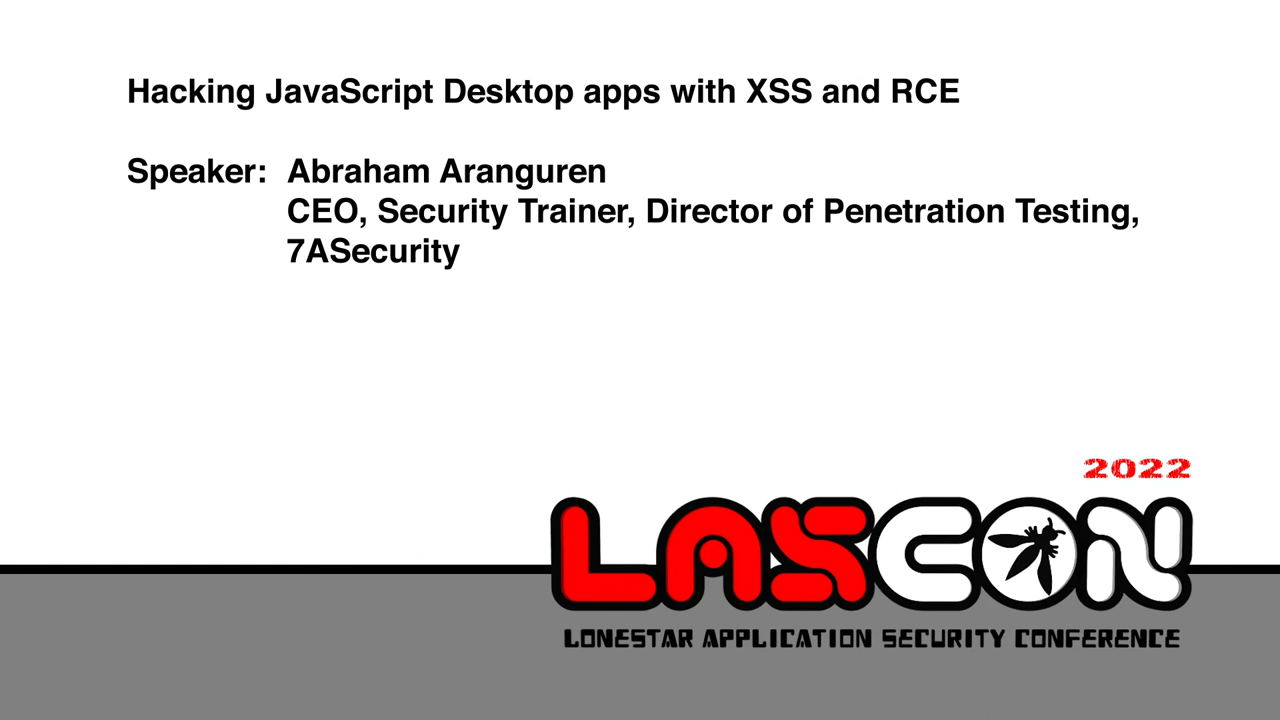 Hacking JavaScript Desktop apps with XSS and RCE
Speaker: Abraham Aranguren
CEO, Security Trainer, Director of Penetration Testing,
7ASecurity
2022
LASCON
LONESTAR APPLICATION SECURITY CONFERENCE